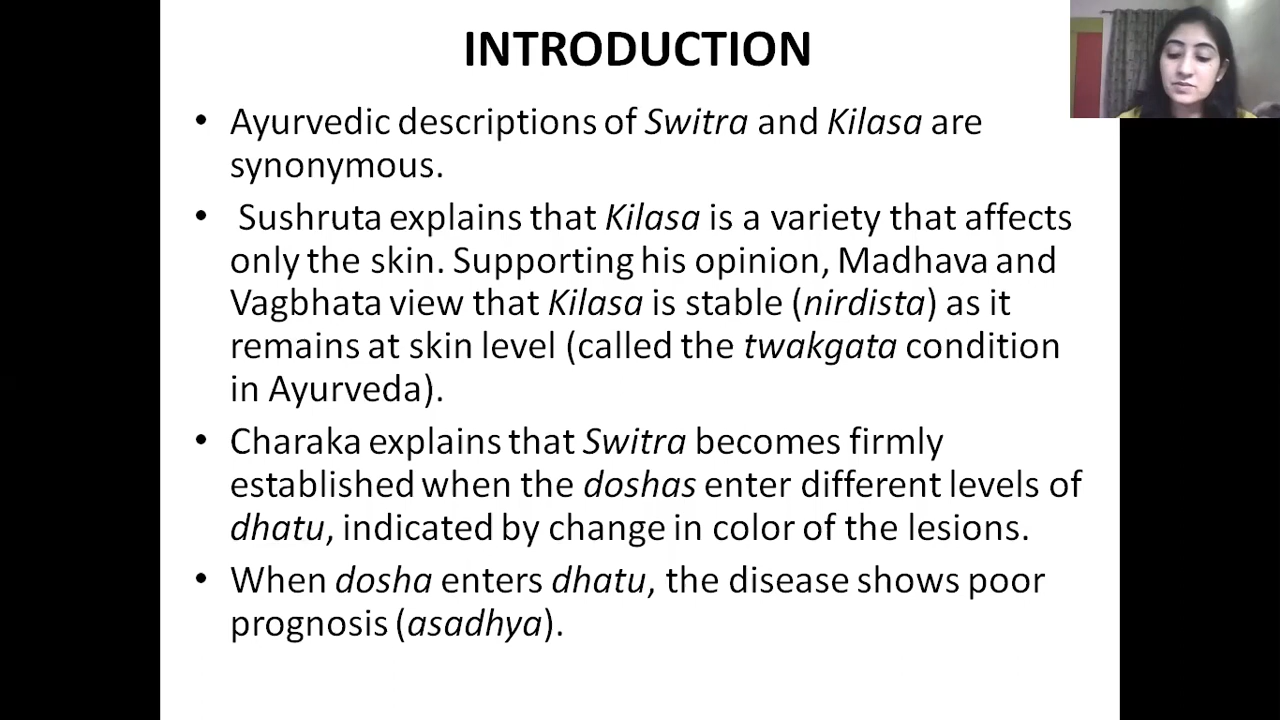 INTRODUCTION
• Ayurvedic descriptions of Switra and Kilasa are
synonymous.
• Sushruta explains that Kilasa is a variety that affects
only the skin. Supporting his opinion, Madhava and
Vagbhata view that Kilasa is stable (nirdista) as it
remains at skin level (called the twakgata condition
in Ayurveda).
• Charaka explains that Switra becomes firmly
established when the doshas enter different levels of
dhatu, indicated by change in color of the lesions.
• When dosha enters dhatu, the disease shows poor
prognosis (asadhya).